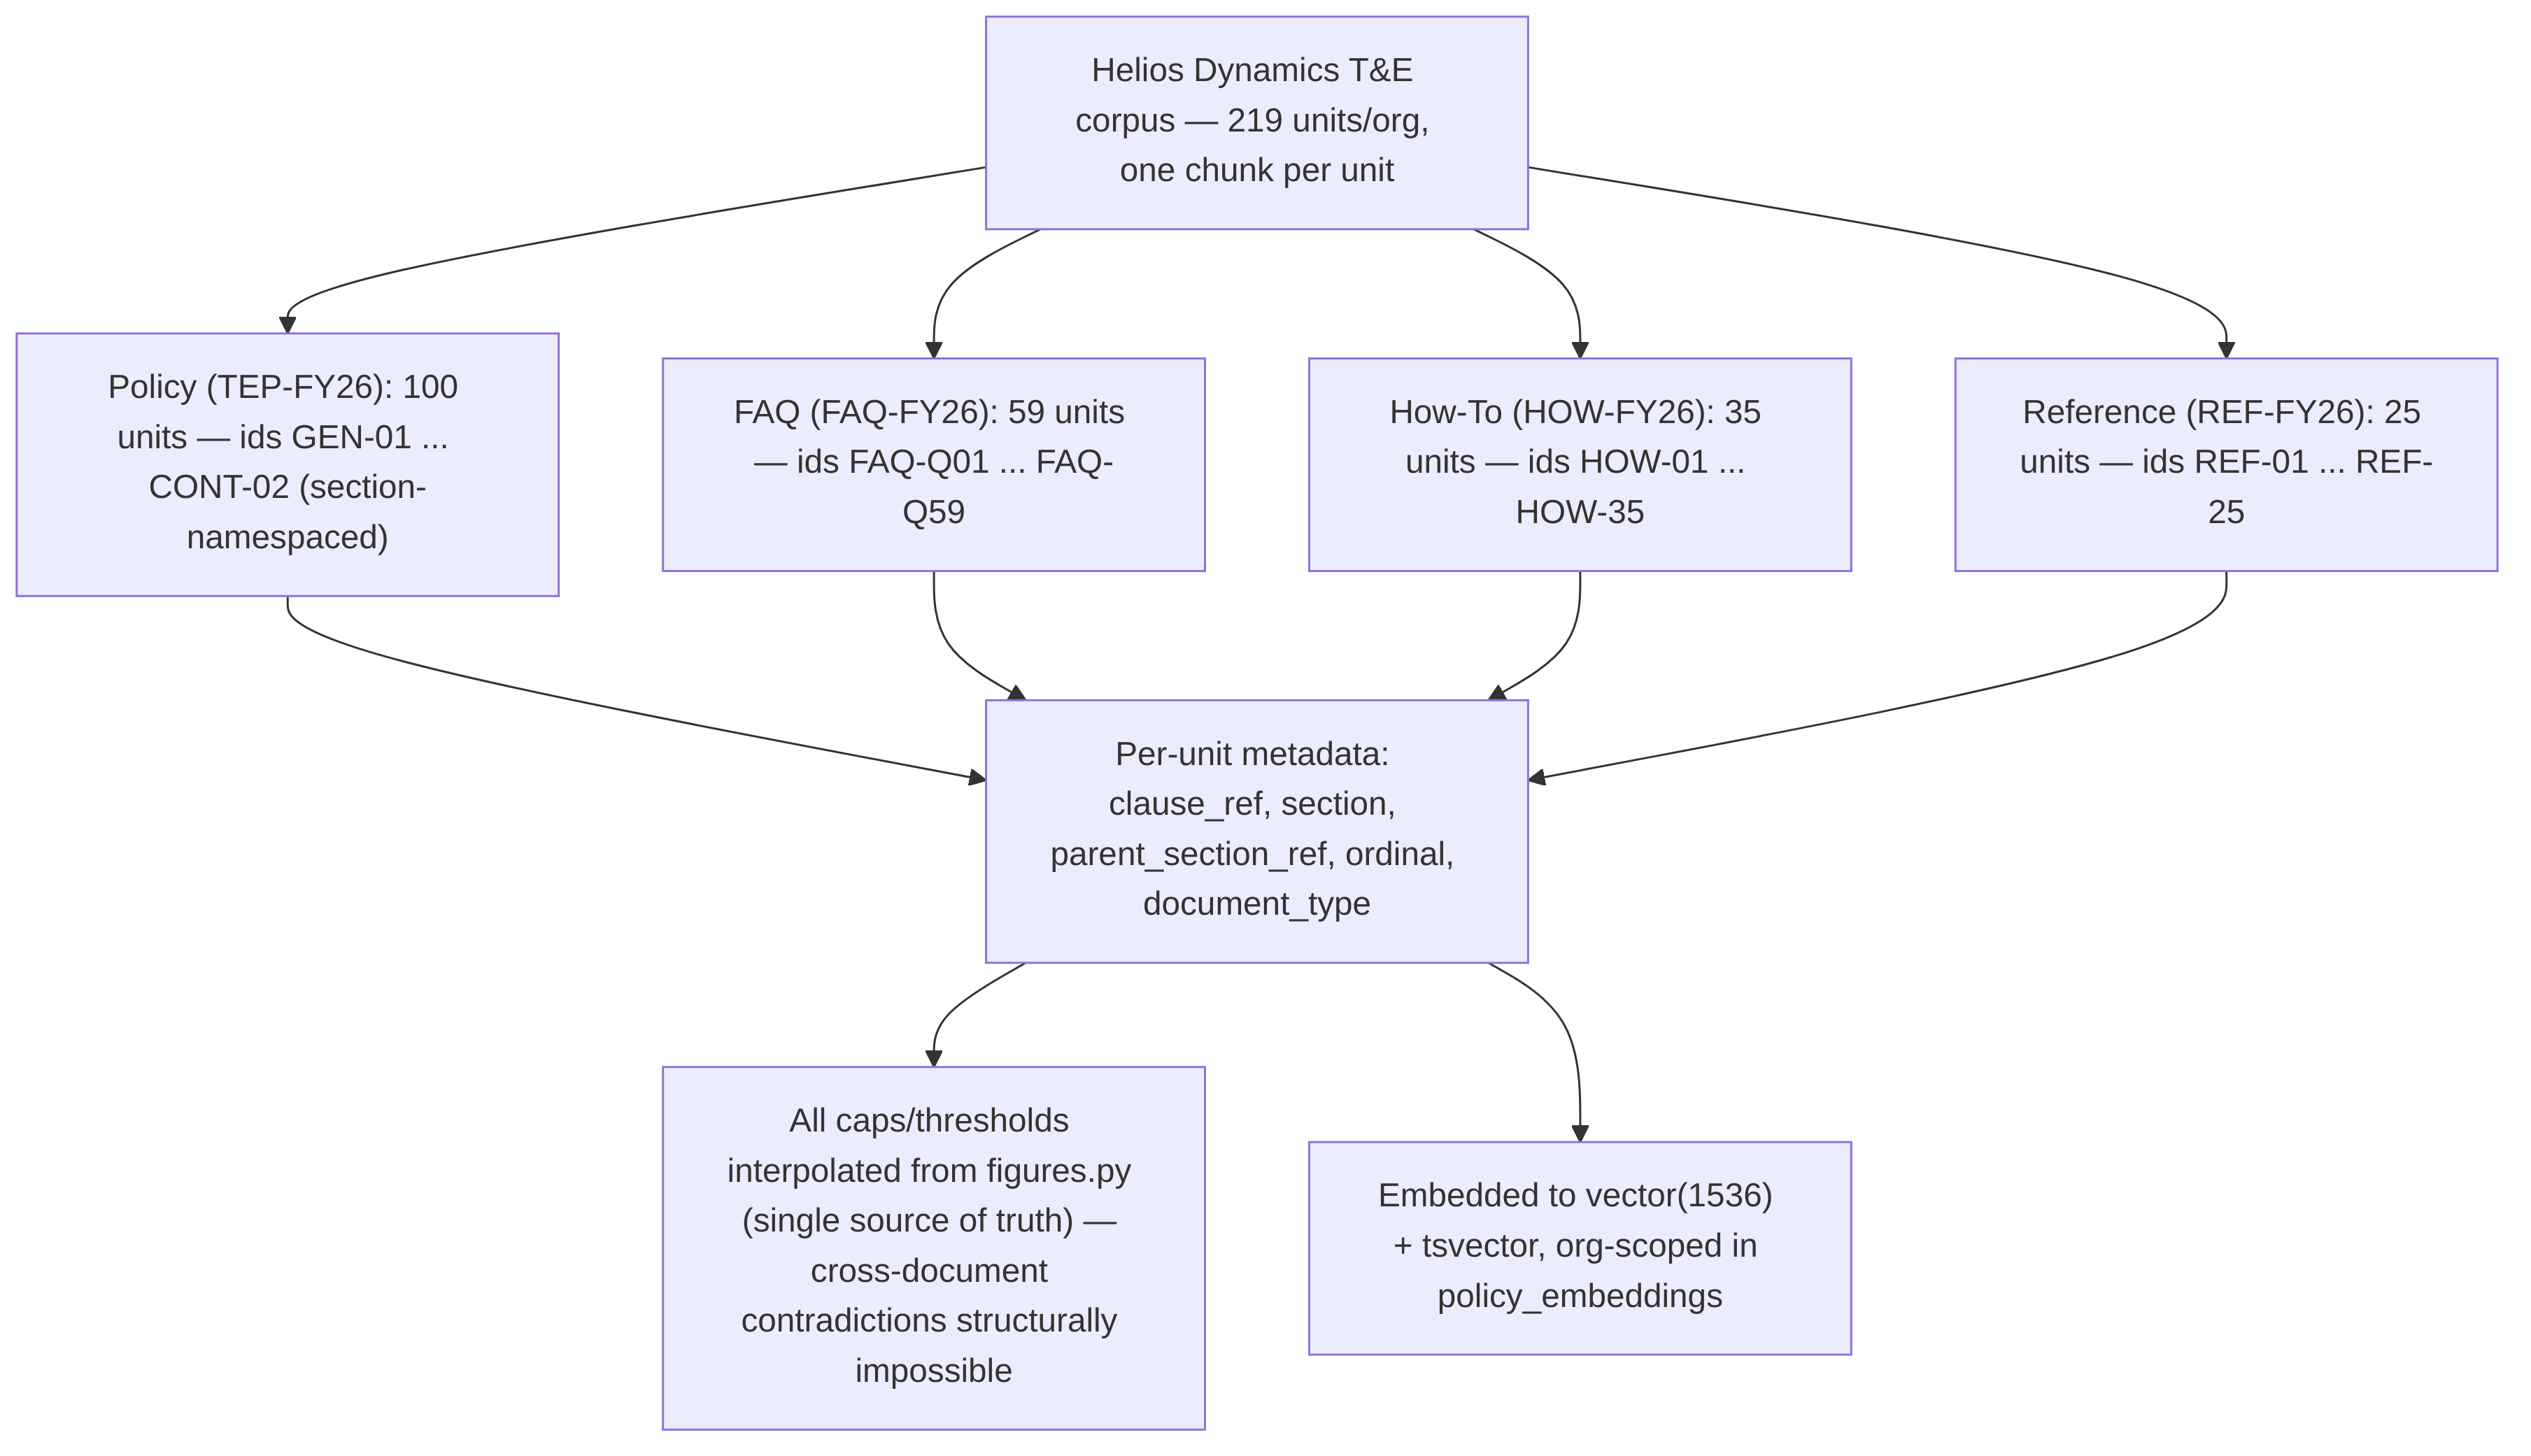 Helios Dynamics T&E
corpus — 219 units/org,
one chunk per unit
Policy (TEP-FY26): 100
units — ids GEN-01 ...
CONT-02 (section-
namespaced)
FAQ (FAQ-FY26): 59 units
— ids FAQ-Q01 ... FAQ-
Q59
How-To (HOW-FY26): 35
units — ids HOW-01 ...
HOW-35
Reference (REF-FY26): 25
units — ids REF-01 ... REF-
25
Per-unit metadata:
clause_ref, section,
parent_section_ref, ordinal,
document_type
All caps/thresholds
interpolated from figures.py
(single source of truth) —
cross-document
contradictions structurally
impossible
Embedded to vector(1536)
+ tsvector, org-scoped in
policy_embeddings